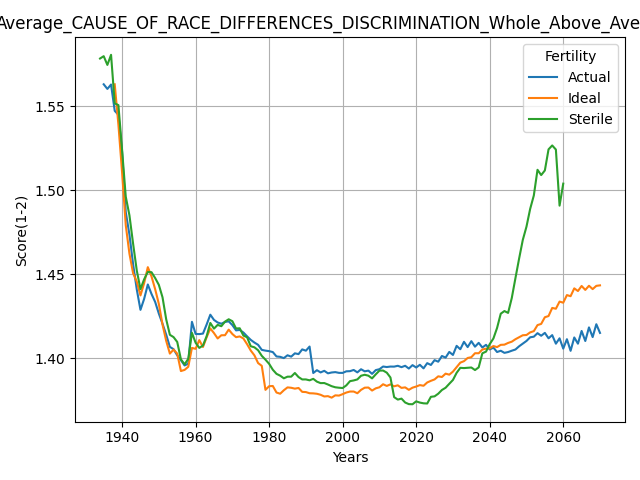 Average_CAUSE_OF_RACE_DIFFERENCES_DISCRIMINATION_Whole_Above_Ave
Fertility
Actual
Ideal
Sterile
1.55
1.50
1.45
1.40
Score(1-2)
1940 1960 1980 2000 2020 2040 2060
Years